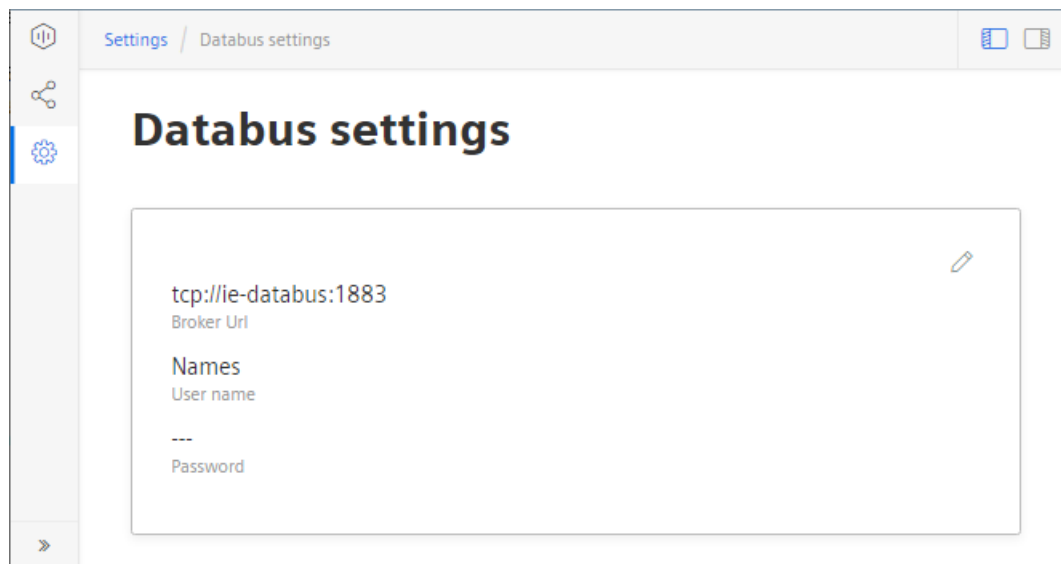 Settings / Databus settings
Databus settings
tcp://ie-databus:1883
Broker Url
Names
User name
---
Password